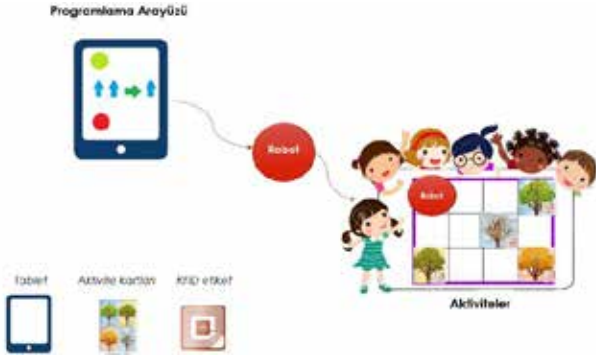 Programlama Arayüzü
Robot
Robot
Aktiviteler
Tablet
Aktivite kartları
RFID etiket